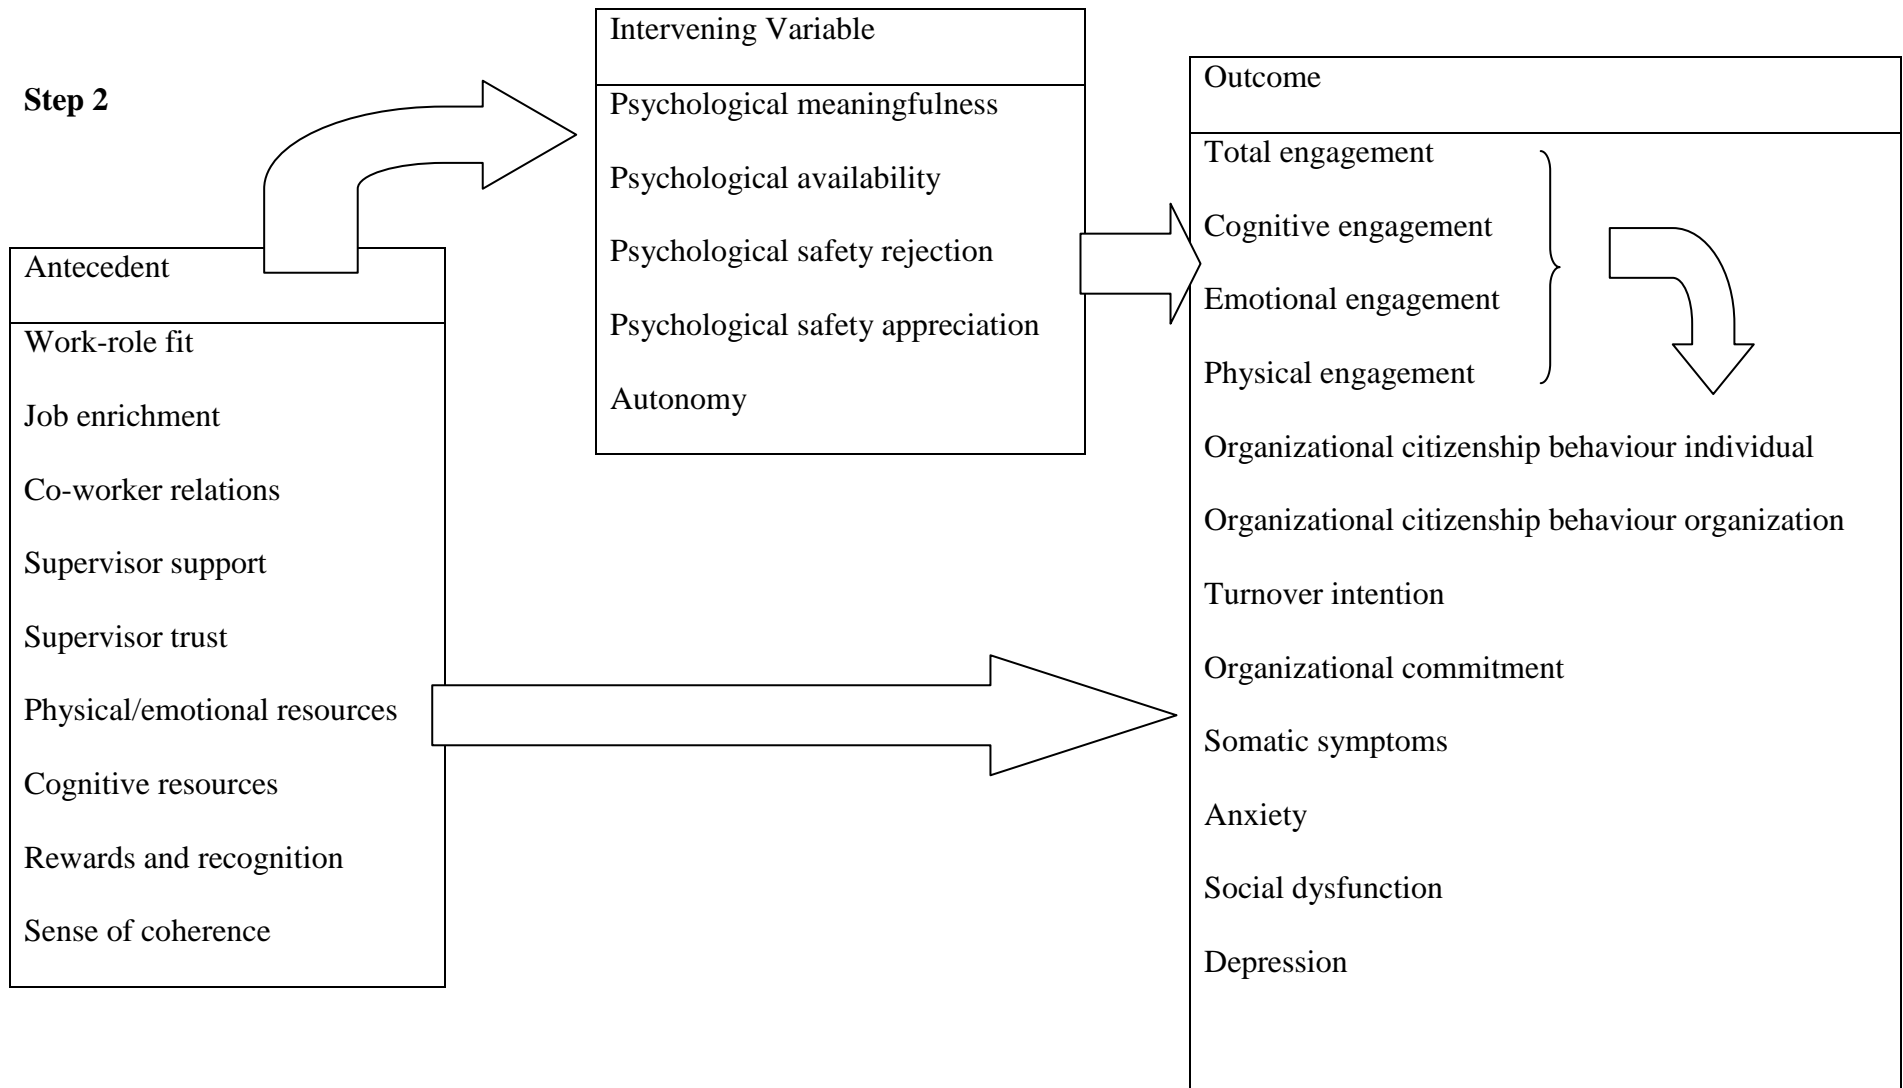 Step 2
Antecedent
Work-role fit
Job enrichment
Co-worker relations
Supervisor support
Supervisor trust
Physical/emotional resources
Cognitive resources
Rewards and recognition
Sense of coherence
Intervening Variable
Psychological meaningfulness
Psychological availability
Psychological safety rejection
Psychological safety appreciation
Autonomy
Outcome
Total engagement
Cognitive engagement
Emotional engagement
Physical engagement
Organizational citizenship behaviour individual
Organizational citizenship behaviour organization
Turnover intention
Organizational commitment
Somatic symptoms
Anxiety
Social dysfunction
Depression